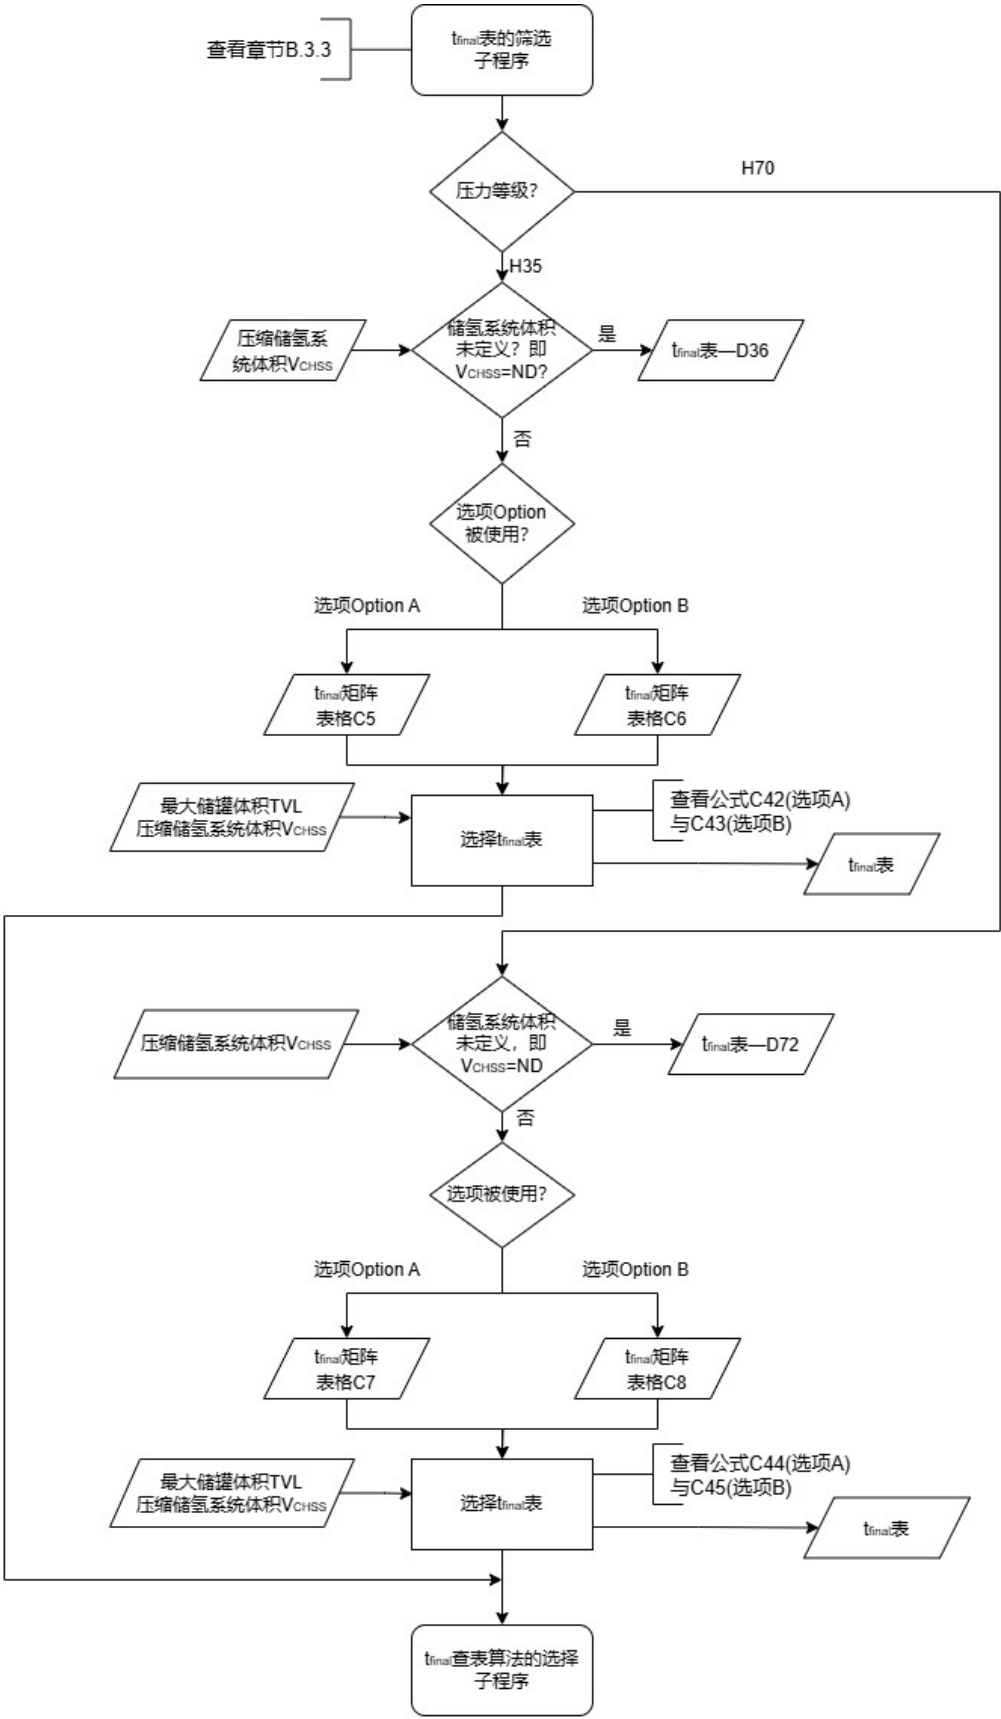 查看章节B.3.3
tfinal表的筛选
子程序
压力等级?
H70
H35
压缩储氢系
统体积VCHSS
储氢系统体积
未定义? 即
VCHSS=ND?
是
tfinal表—D36
否
选项Option
被使用?
选项Option A
选项Option B
tfinal矩阵
表格C5
tfinal矩阵
表格C6
最大储罐体积TVL
压缩储氢系统体积VCHSS
选择tfinal表
查看公式C42(选项A)
与C43(选项B)
tfinal表
压缩储氢系统体积VCHSS
储氢系统体积
未定义，即
VCHSS=ND
是
tfinal表—D72
否
选项被使用?
选项Option A
选项Option B
tfinal矩阵
表格C7
tfinal矩阵
表格C8
最大储罐体积TVL
压缩储氢系统体积VCHSS
选择tfinal表
查看公式C44(选项A)
与C45(选项B)
tfinal表
tfinal查表算法的选择
子程序